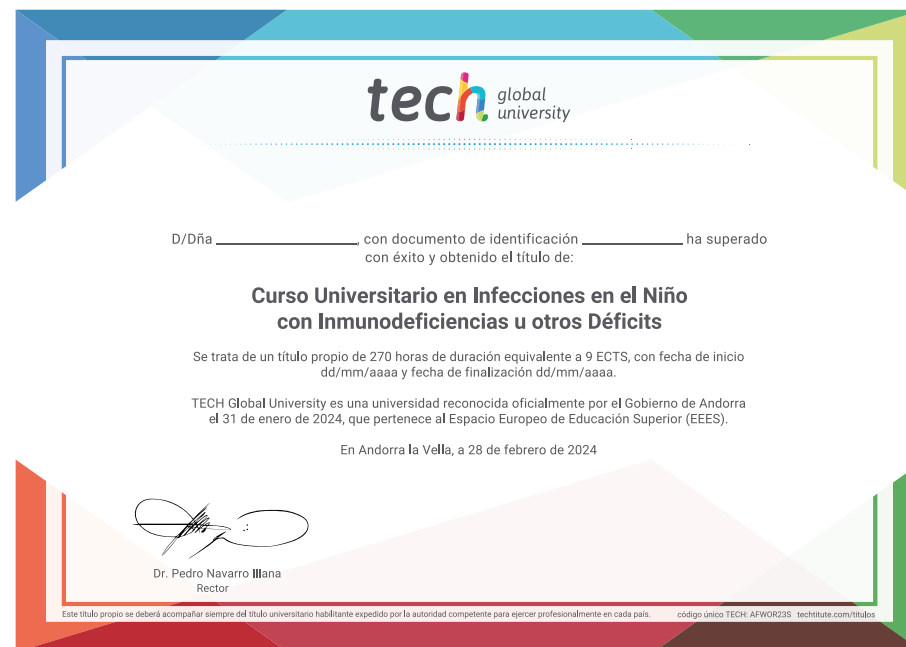 tech global
university
D/Dña ________________, con documento de identificación ____________ ha superado
con éxito y obtenido el título de:
Curso Universitario en Infecciones en el Niño
con Inmunodeficiencias u otros Déficits
Se trata de un título propio de 270 horas de duración equivalente a 9 ECTS, con fecha de inicio
dd/mm/aaaa y fecha de finalización dd/mm/aaaa.
TECH Global University es una universidad reconocida oficialmente por el Gobierno de Andorra
el 31 de enero de 2024, que pertenece al Espacio Europeo de Educación Superior (EEES).
En Andorra la Vella, a 28 de febrero de 2024
Dr. Pedro Navarro Illana
Rector
Este título propio se deberá acompañar siempre del título universitario habilitante expedido por la autoridad competente para ejercer profesionalmente en cada país. código único TECH: AFWOR23S techtitute.com/titulos